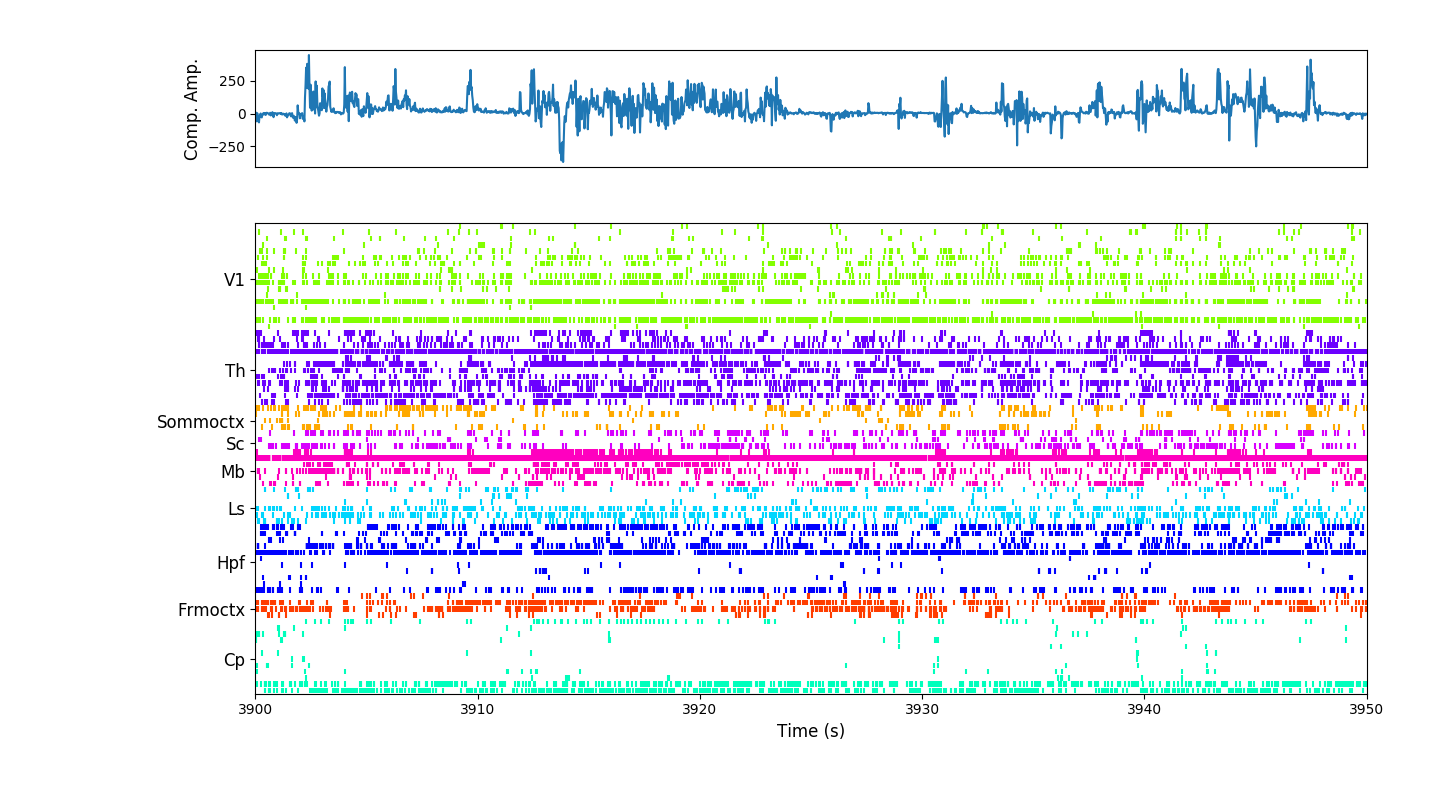 Comp. Amp.
250
0
−250
V1
Th
Sommoctx
Sc
Mb
Ls
Hpf
Frmoctx
Cp
3900 3910 3920 3930 3940 3950
Time (s)